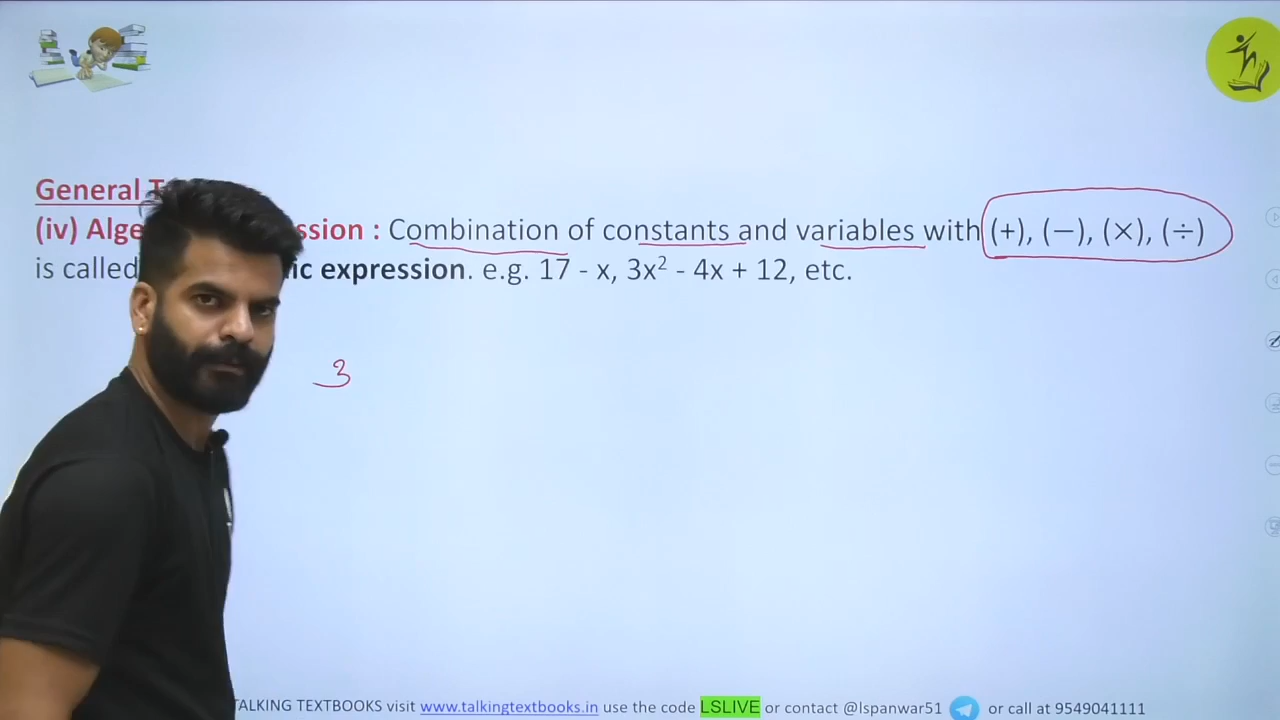 General
(iv) Alge ssion : Combination of constants and variables with (+), (−), (×), (÷)
is called ic expression. e.g. 17 - x, 3x² - 4x + 12, etc.
3
TALKING TEXTBOOKS visit www.talkingtextbooks.in use the code LSLIVE or contact @lspanwar51 or call at 9549041111